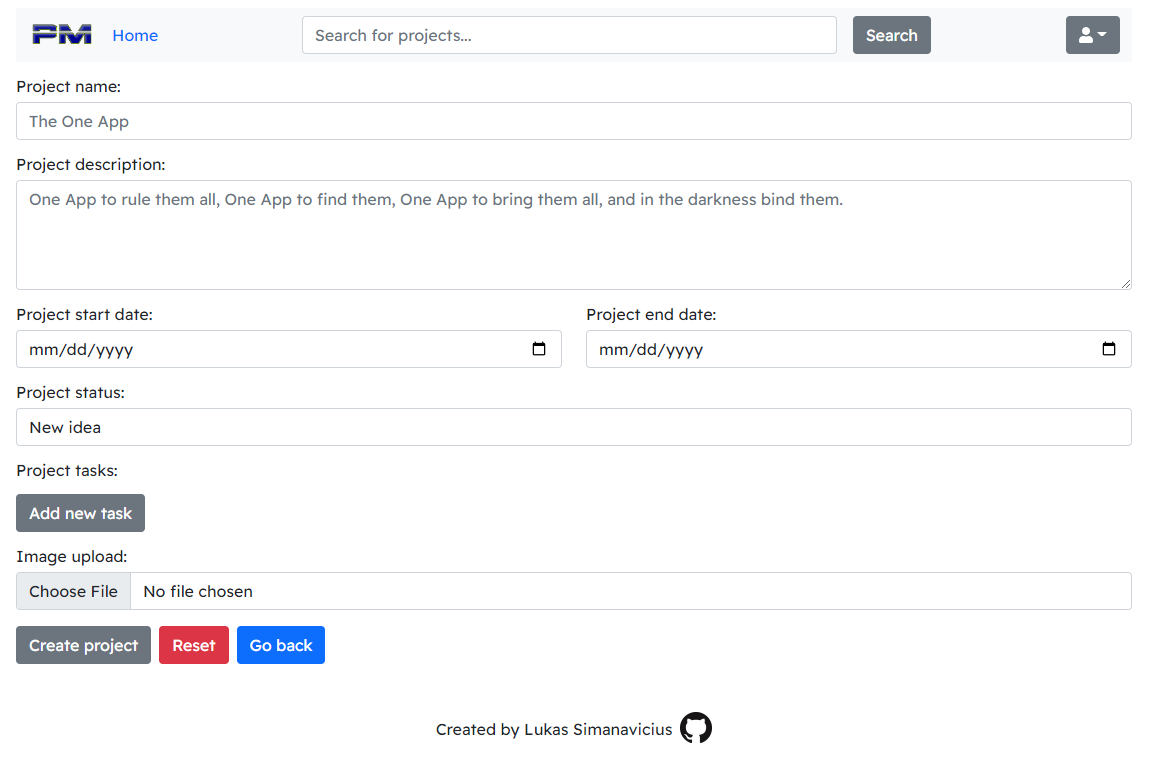 PM Home Search for projects... Search
Project name:
The One App
Project description:
One App to rule them all, One App to find them, One App to bring them all, and in the darkness bind them.
Project start date: Project end date:
mm/dd/yyyy mm/dd/yyyy
Project status:
New idea
Project tasks:
Add new task
Image upload:
Choose File No file chosen
Create project Reset Go back
Created by Lukas Simanavicius